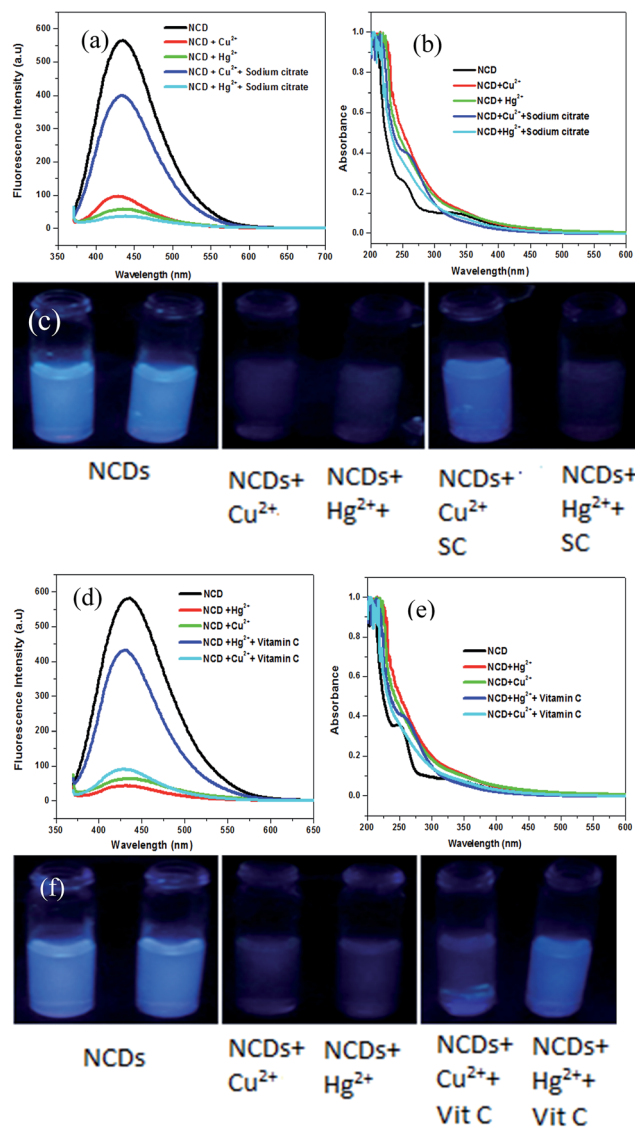 (a)
NCD
NCD + Cu²⁺
NCD + Hg²⁺
NCD + Cu²⁺ + Sodium citrate
NCD + Hg²⁺ + Sodium citrate
Fluorescence Intensity (a.u)
600
500
400
300
200
100
0
350 400 450 500 550 600 650 700
Wavelength (nm)
(b)
NCD
NCD+Cu²⁺
NCD+ Hg²⁺
NCD+Cu²⁺+Sodium citrate
NCD+Hg²⁺+Sodium citrate
Absorbance
1.0
0.8
0.6
0.4
0.2
0.0
200 250 300 350 400 450 500 550 600
Wavelength(nm)
(c)
NCDs
NCDs+
Cu²⁺
NCDs+
Hg²⁺+
NCDs+
Cu²⁺
SC
NCDs+
Hg²⁺+
SC
(d)
NCD
NCD +Hg²⁺
NCD +Cu²⁺
NCD +Hg²⁺+ Vitamin C
NCD +Cu²⁺+ Vitamin C
Fluorescence Intensity (a.u)
600
500
400
300
200
100
0
350 400 450 500 550 600 650
Wavelength (nm)
(e)
NCD
NCD+Hg²⁺
NCD+Cu²⁺
NCD+Hg²⁺+ Vitamin C
NCD+Cu²⁺+ Vitamin C
Absorbance
1.0
0.8
0.6
0.4
0.2
0.0
200 250 300 350 400 450 500 550 600
Wavelength (nm)
(f)
NCDs
NCDs+
Cu²⁺
NCDs+
Hg²⁺
NCDs+
Cu²⁺+
Vit C
NCDs+
Hg²⁺+
Vit C